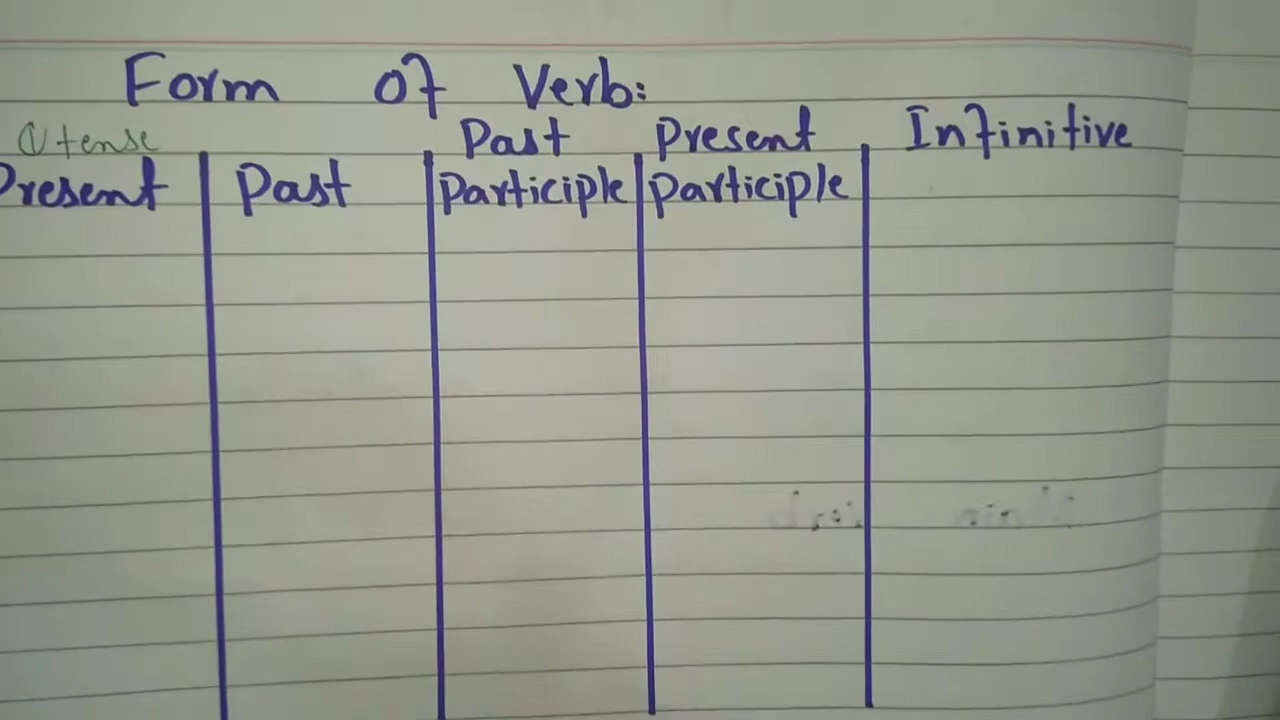 Form of Verb:
① tense
Past Present Infinitive
Present Past Participle Participle